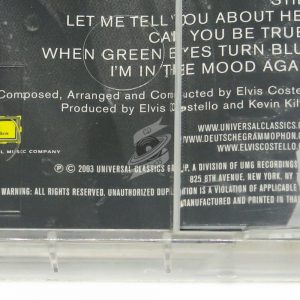 LET ME TELL YOU ABOUT HE
CAN YOU BE TRUE
WHEN GREEN EYES TURN BLU
I'M IN THE MOOD AGA
Composed, Arranged and Conducted by Elvis Coste
Produced by Elvis Costello and Kevin Kill
WWW.UNIVERSALCLASSICS.C
WWW.DEUTSCHEGRAMMOPHON.
WWW.ELVISCOSTELLO.C
AL MUSIC COMPANY
℗ © 2003 UNIVERSAL CLASSICS GROUP, A DIVISION OF UMG RECORDINGS
825 8TH AVENUE, NEW YORK, N.Y.
WARNING: ALL RIGHTS RESERVED. UNAUTHORIZED DUPLICATION IS A VIOLATION OF APPLICABLE
MANUFACTURED AND PRINTED IN THA